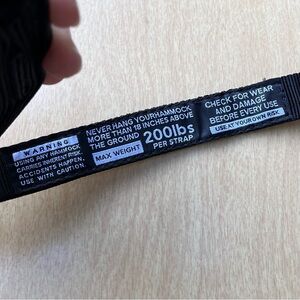 WARNING
USING ANY HAMMOCK
CARRIES INHERENT RISK.
ACCIDENTS HAPPEN.
USE WITH CAUTION
NEVER HANG YOUR HAMMOCK
MORE THAN 18 INCHES ABOVE
THE GROUND
MAX WEIGHT
200lbs
PER STRAP
CHECK FOR WEAR
AND DAMAGE
BEFORE EVERY USE
USE AT YOUR OWN RISK